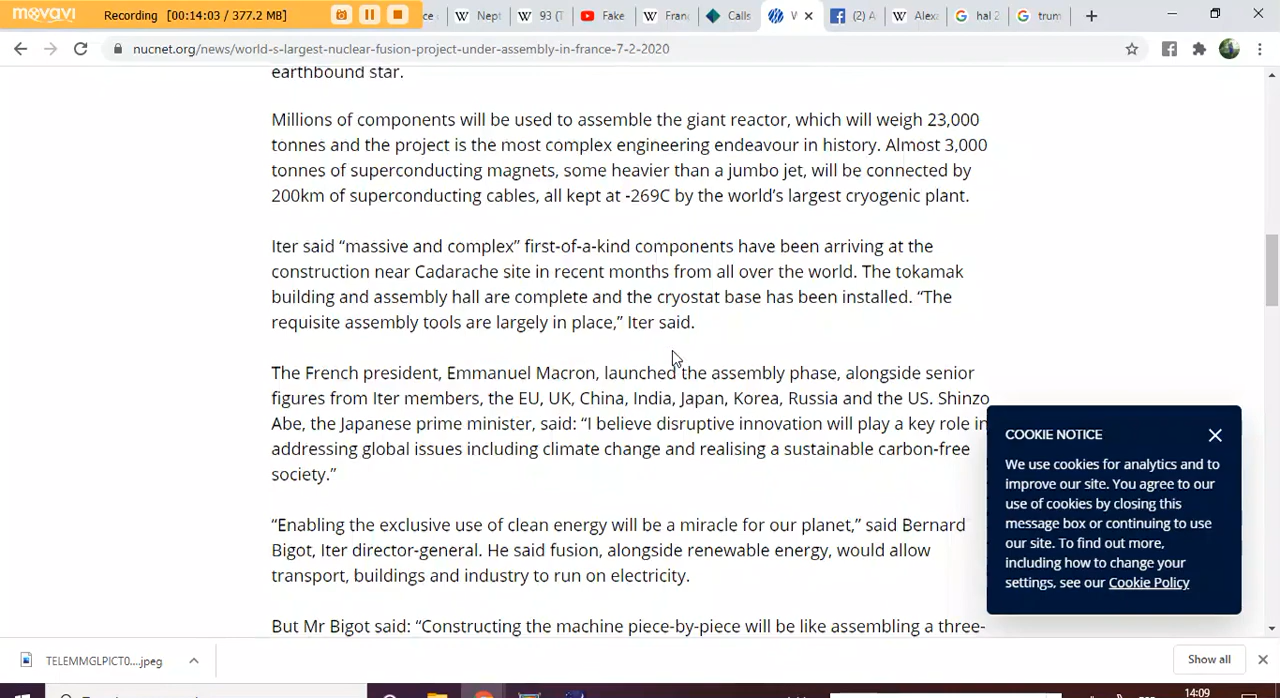 movavi Recording [00:14:03 / 377.2 MB] ce Nept 93 (T Fake Franc Calls (2) A Alexa hal 2 trum
nucnet.org/news/world-s-largest-nuclear-fusion-project-under-assembly-in-france-7-2-2020
earthbound star.
Millions of components will be used to assemble the giant reactor, which will weigh 23,000
tonnes and the project is the most complex engineering endeavour in history. Almost 3,000
tonnes of superconducting magnets, some heavier than a jumbo jet, will be connected by
200km of superconducting cables, all kept at -269C by the world’s largest cryogenic plant.
Iter said “massive and complex” first-of-a-kind components have been arriving at the
construction near Cadarache site in recent months from all over the world. The tokamak
building and assembly hall are complete and the cryostat base has been installed. “The
requisite assembly tools are largely in place,” Iter said.
The French president, Emmanuel Macron, launched the assembly phase, alongside senior
figures from Iter members, the EU, UK, China, India, Japan, Korea, Russia and the US. Shinzo
Abe, the Japanese prime minister, said: “I believe disruptive innovation will play a key role in
addressing global issues including climate change and realising a sustainable carbon-free
society.”
“Enabling the exclusive use of clean energy will be a miracle for our planet,” said Bernard
Bigot, Iter director-general. He said fusion, alongside renewable energy, would allow
transport, buildings and industry to run on electricity.
But Mr Bigot said: “Constructing the machine piece-by-piece will be like assembling a three-
COOKIE NOTICE
We use cookies for analytics and to
improve our site. You agree to our
use of cookies by closing this
message box or continuing to use
our site. To find out more,
including how to change your
settings, see our Cookie Policy
TELEMMGLPICT0....jpeg
Show all
14:09